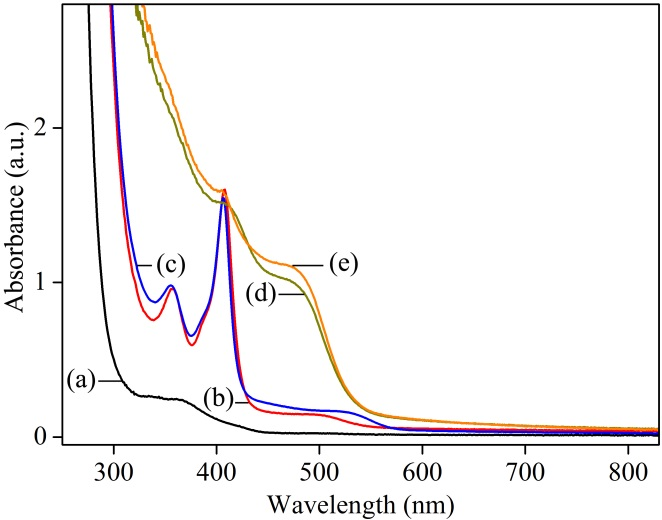 2
1
0
Absorbance (a.u.)
(a)
(b)
(c)
(d)
(e)
300 400 500 600 700 800
Wavelength (nm)